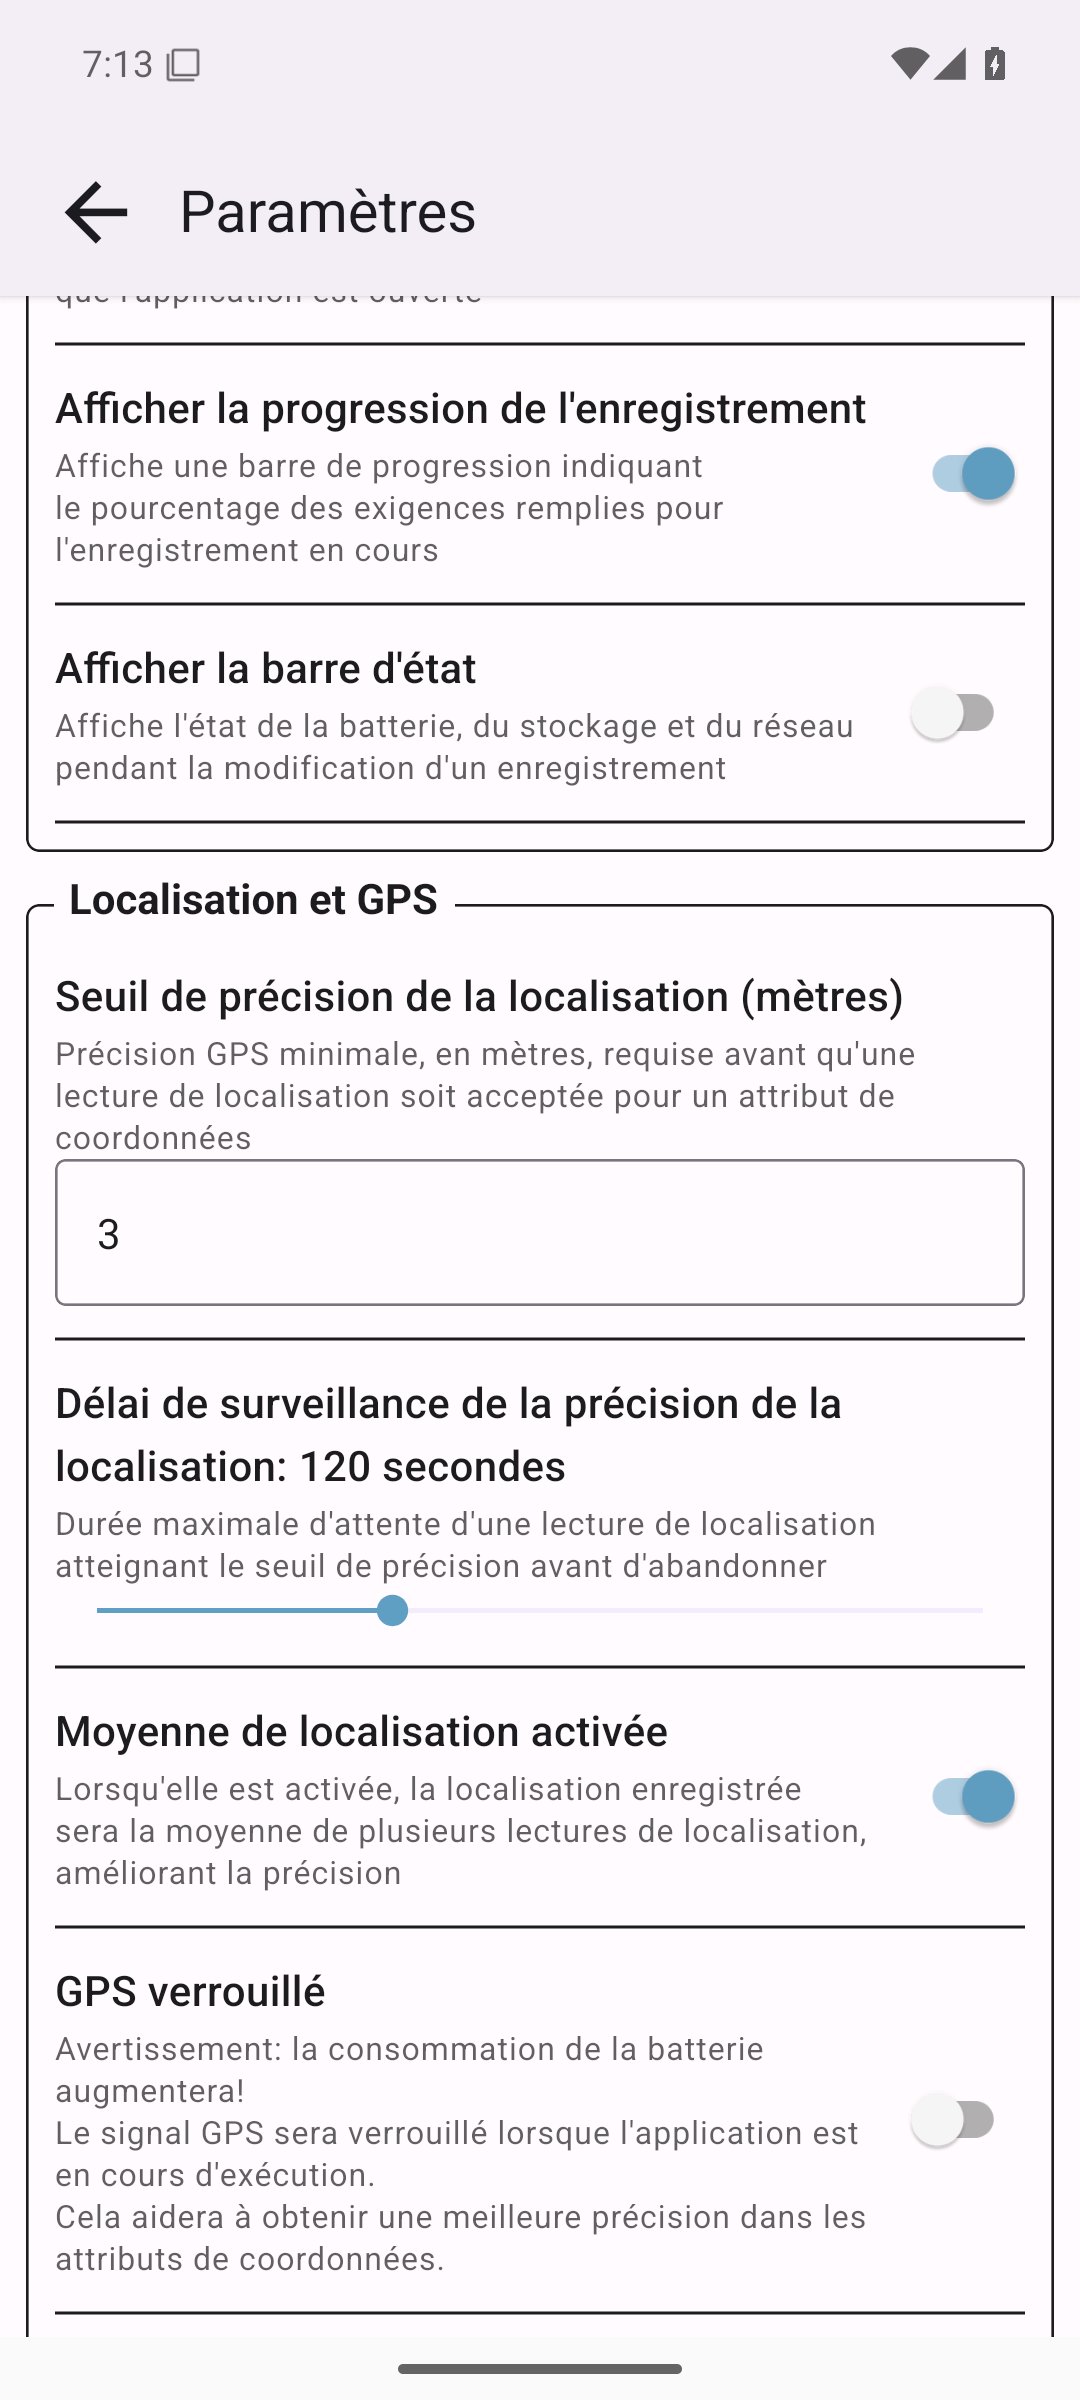 7:13
Paramètres
que l'application est ouverte
Afficher la progression de l'enregistrement
Affiche une barre de progression indiquant
le pourcentage des exigences remplies pour
l'enregistrement en cours
Afficher la barre d'état
Affiche l'état de la batterie, du stockage et du réseau
pendant la modification d'un enregistrement
Localisation et GPS
Seuil de précision de la localisation (mètres)
Précision GPS minimale, en mètres, requise avant qu'une
lecture de localisation soit acceptée pour un attribut de
coordonnées
3
Délai de surveillance de la précision de la
localisation: 120 secondes
Durée maximale d'attente d'une lecture de localisation
atteignant le seuil de précision avant d'abandonner
Moyenne de localisation activée
Lorsqu'elle est activée, la localisation enregistrée
sera la moyenne de plusieurs lectures de localisation,
améliorant la précision
GPS verrouillé
Avertissement: la consommation de la batterie
augmentera!
Le signal GPS sera verrouillé lorsque l'application est
en cours d'exécution.
Cela aidera à obtenir une meilleure précision dans les
attributs de coordonnées.